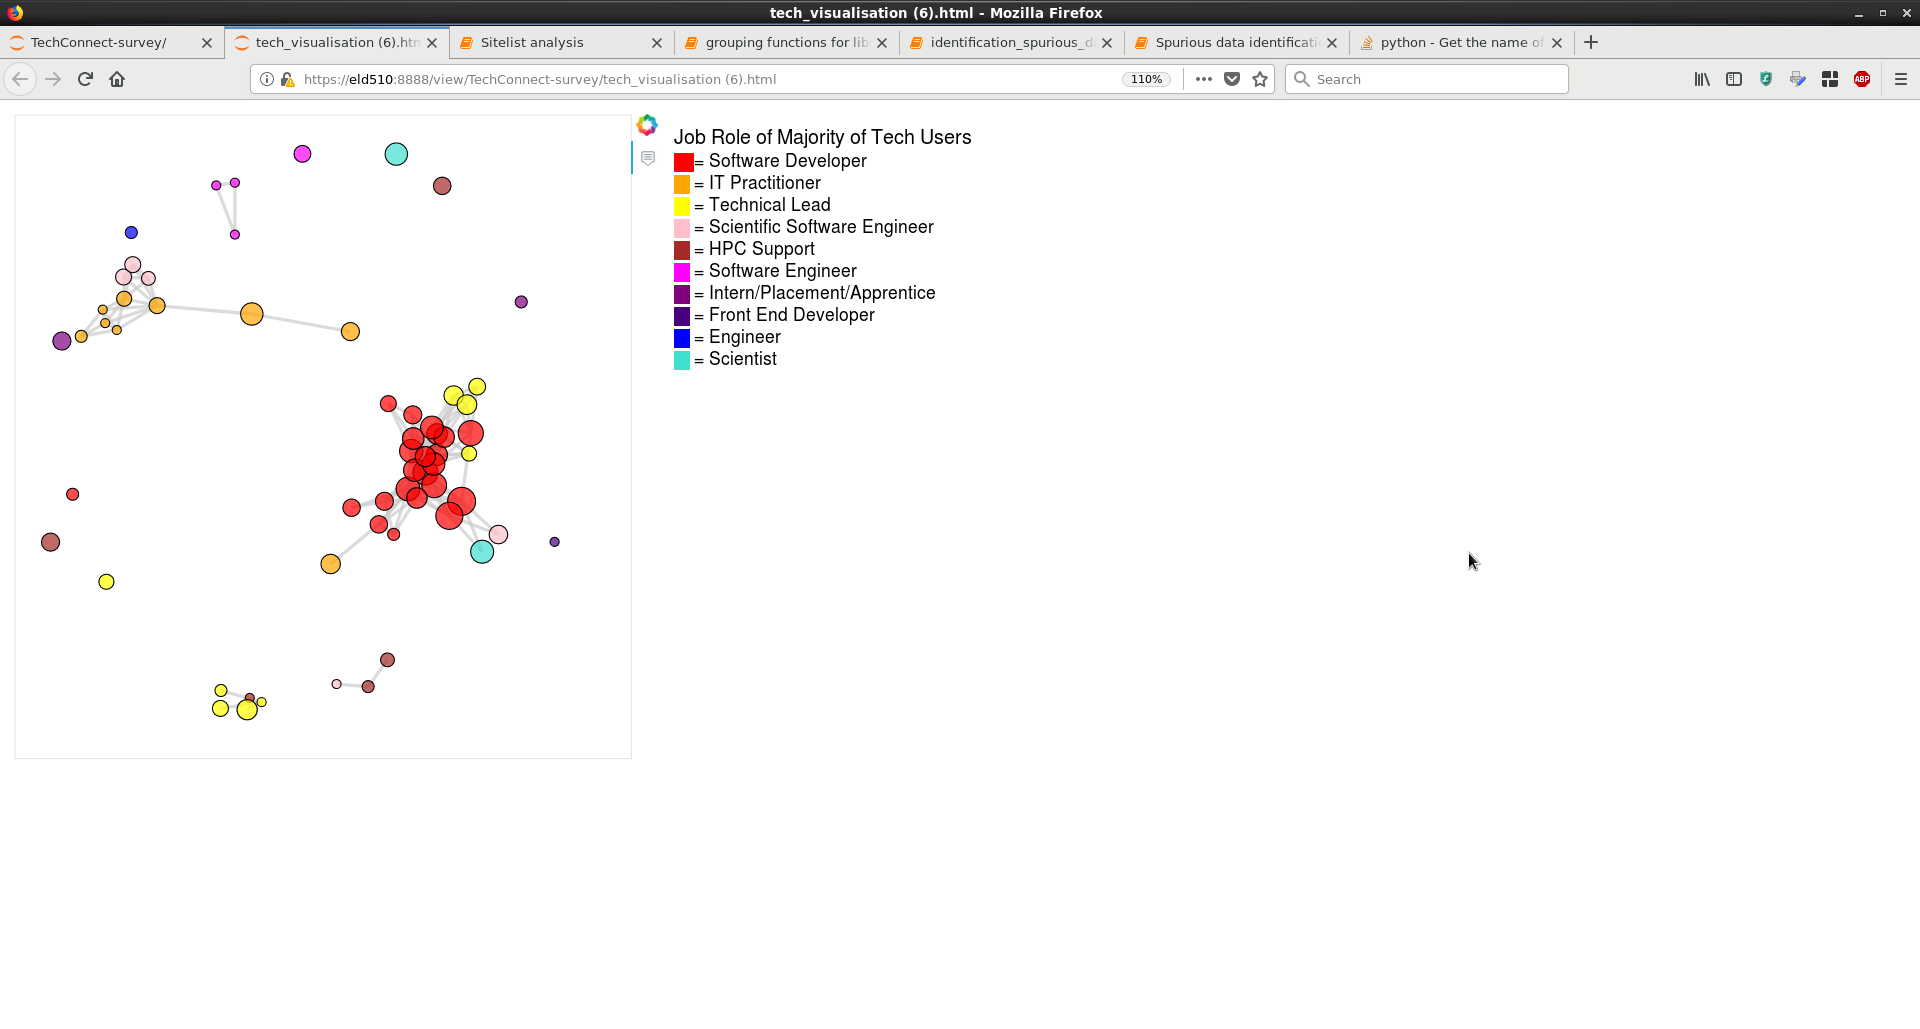 tech_visualisation (6).html - Mozilla Firefox
TechConnect-survey/
tech_visualisation (6).htn
Sitelist analysis
grouping functions for lib
identification_spurious_d
Spurious data identificati
python - Get the name of
https://eld510:8888/view/TechConnect-survey/tech_visualisation (6).html
110%
Search
ABP
Job Role of Majority of Tech Users
= Software Developer
= IT Practitioner
= Technical Lead
= Scientific Software Engineer
= HPC Support
= Software Engineer
= Intern/Placement/Apprentice
= Front End Developer
= Engineer
= Scientist